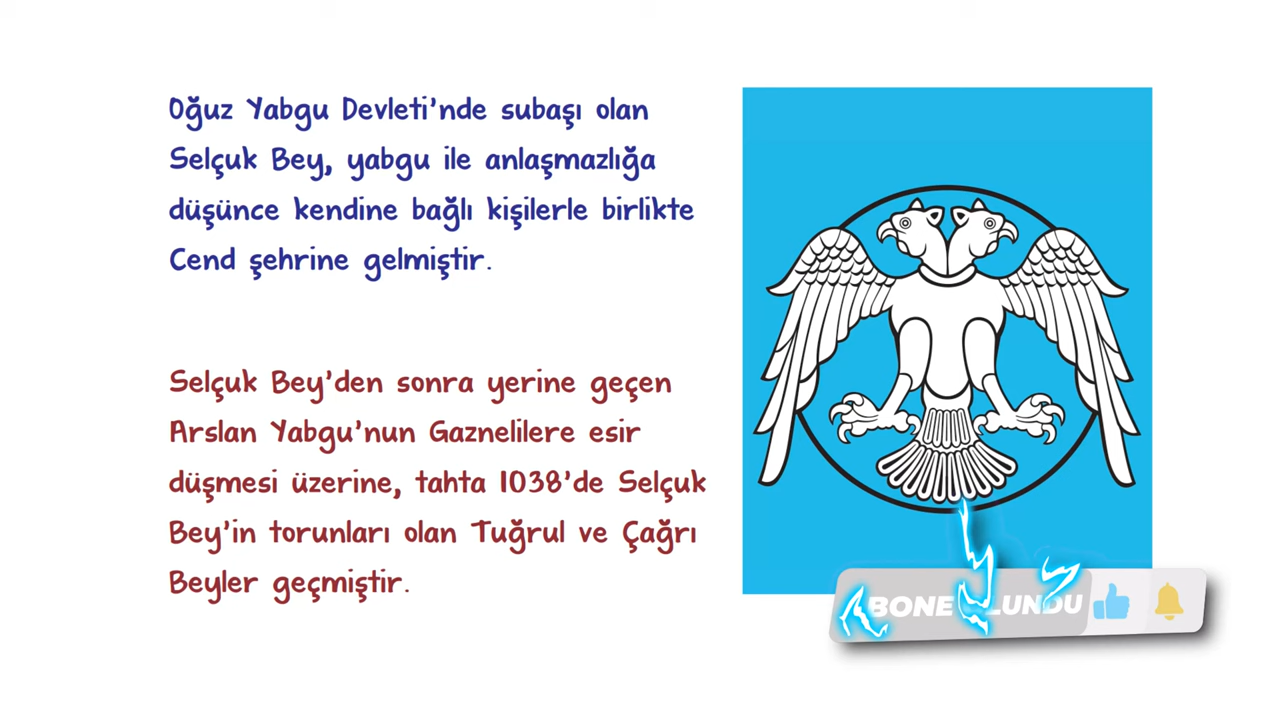 Oğuz Yabgu Devleti'nde subaşı olan
Selçuk Bey, yabgu ile anlaşmazlığa
düşünce kendine bağlı kişilerle birlikte
Cend şehrine gelmiştir.
Selçuk Bey'den sonra yerine geçen
Arslan Yabgu'nun Gaznelilere esir
düşmesi üzerine, tahta 1038'de Selçuk
Bey'in torunları olan Tuğrul ve Çağrı
Beyler geçmiştir.
ABONE OLUNDU